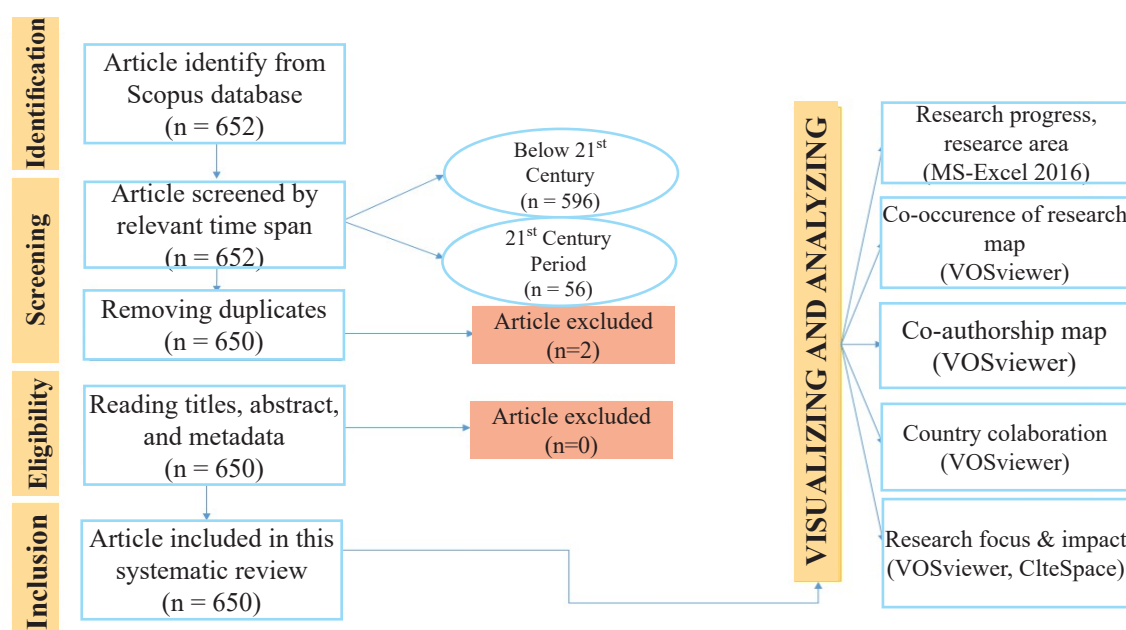 Identification
Article identify from
Scopus database
(n = 652)
Screening
Article screened by
relevant time span
(n = 652)
Below 21st
Century
(n = 596)
21st Century
Period
(n = 56)
Removing duplicates
(n = 650)
Article excluded
(n=2)
Eligibility
Reading titles, abstract,
and metadata
(n = 650)
Article excluded
(n=0)
Inclusion
Article included in this
systematic review
(n = 650)
VISUALIZING AND ANALYZING
Research progress,
researce area
(MS-Excel 2016)
Co-occurence of research
map
(VOSviewer)
Co-authorship map
(VOSviewer)
Country colaboration
(VOSviewer)
Research focus & impact
(VOSviewer, ClteSpace)